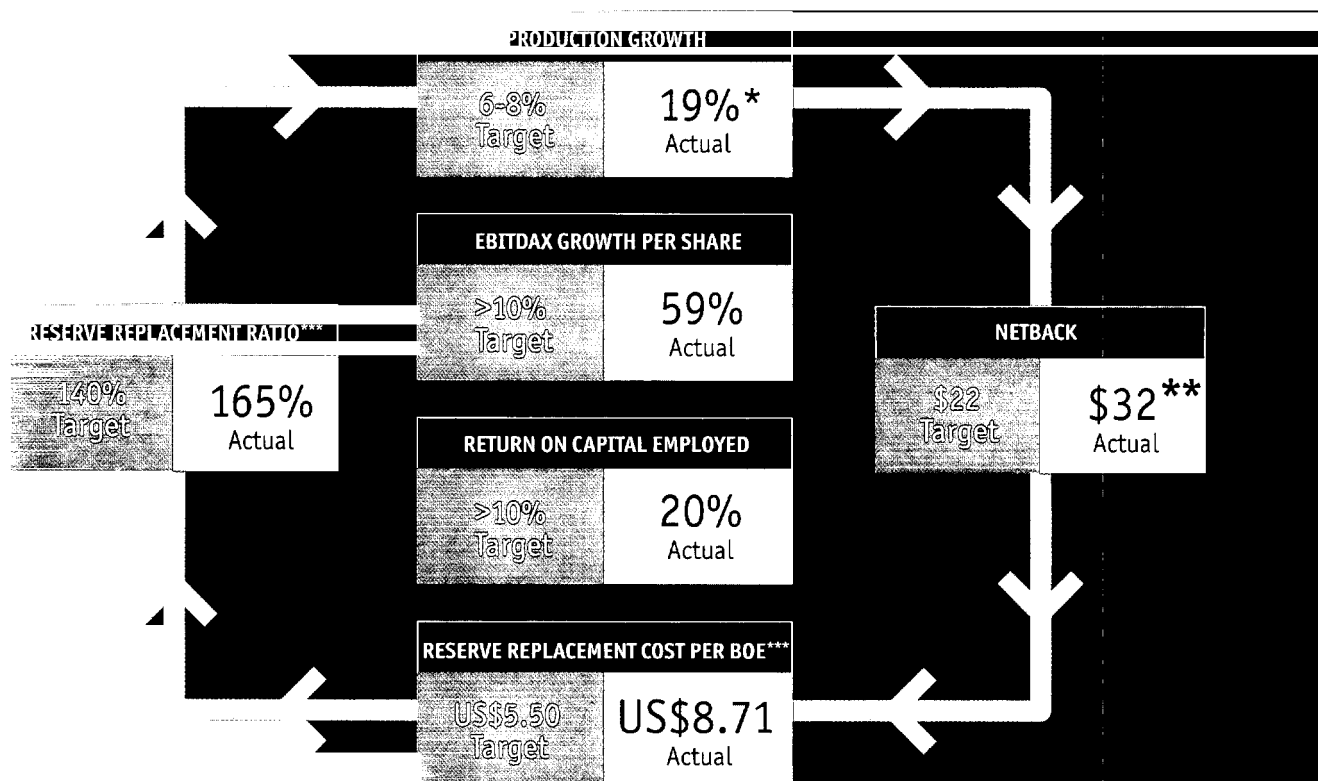 PRODUCTION GROWTH
6-8%
Target
19%*
Actual
EBITDAX GROWTH PER SHARE
>10%
Target
59%
Actual
RESERVE REPLACEMENT RATIO***
140%
Target
165%
Actual
NETBACK
$22
Target
$32**
Actual
RETURN ON CAPITAL EMPLOYED
>10%
Target
20%
Actual
RESERVE REPLACEMENT COST PER BOE***
US$5.50
Target
US$8.71
Actual